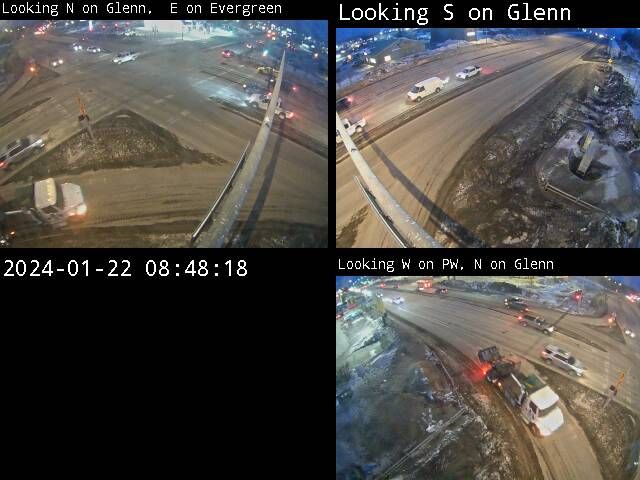 Looking N on Glenn,  E on Evergreen
Looking S on Glenn
2024-01-22 08:48:18
Looking W on PW, N on Glenn